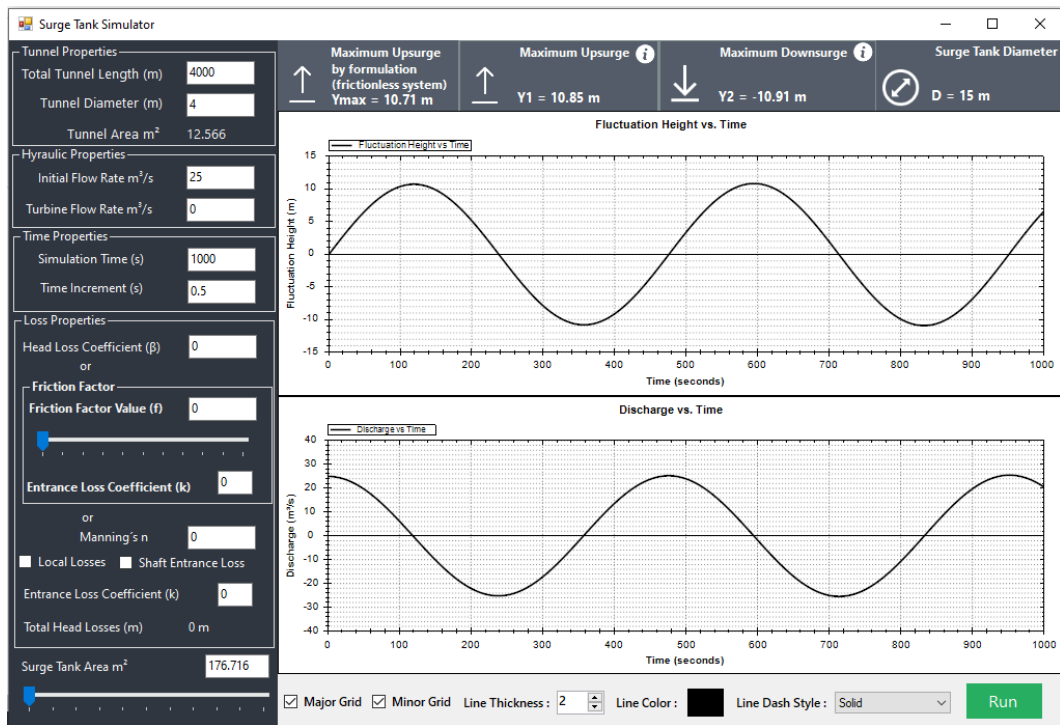 Surge Tank Simulator
Tunnel Properties
Total Tunnel Length (m) 4000
Tunnel Diameter (m) 4
Tunnel Area m² 12.566
Hyraulic Properties
Initial Flow Rate m³/s 25
Turbine Flow Rate m³/s 0
Time Properties
Simulation Time (s) 1000
Time Increment (s) 0.5
Loss Properties
Head Loss Coefficient (β) 0
or
Friction Factor
Friction Factor Value (f) 0
Entrance Loss Coefficient (k) 0
or
Manning´s n 0
Local Losses Shaft Entrance Loss
Entrance Loss Coefficient (k) 0
Total Head Losses (m) 0 m
Surge Tank Area m² 176.716
Maximum Upsurge
by formulation
(frictionless system)
Ymax = 10.71 m
Maximum Upsurge i
Y1 = 10.85 m
Maximum Downsurge i
Y2 = -10.91 m
Surge Tank Diameter
D = 15 m
Fluctuation Height vs. Time
Fluctuation Height vs Time
Fluctuation Height (m)
15
10
5
0
-5
-10
-15
0 100 200 300 400 500 600 700 800 900 1000
Time (seconds)
Discharge vs. Time
Discharge vs Time
Discharge (m³/s)
40
30
20
10
0
-10
-20
-30
-40
0 100 200 300 400 500 600 700 800 900 1000
Time (seconds)
Major Grid Minor Grid Line Thickness : 2 Line Color : Line Dash Style : Solid Run